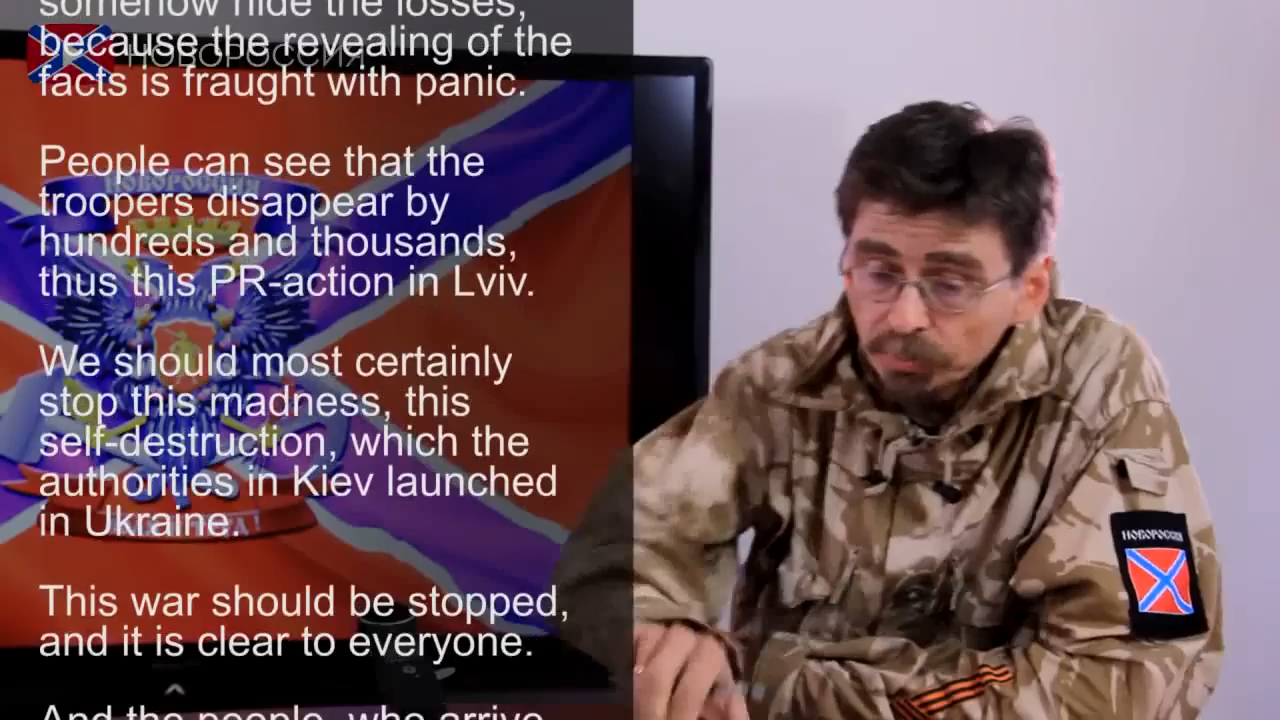 somehow hide the losses,
because the revealing of the
facts is fraught with panic.
People can see that the
troopers disappear by
hundreds and thousands,
thus this PR-action in Lviv.
We should most certainly
stop this madness, this
self-destruction, which the
authorities in Kiev launched
in Ukraine.
This war should be stopped,
and it is clear to everyone.
And the people, who arrive
НОВОРОССИЯ
НОВОРОССИЯ
НОВОРОССИЯ